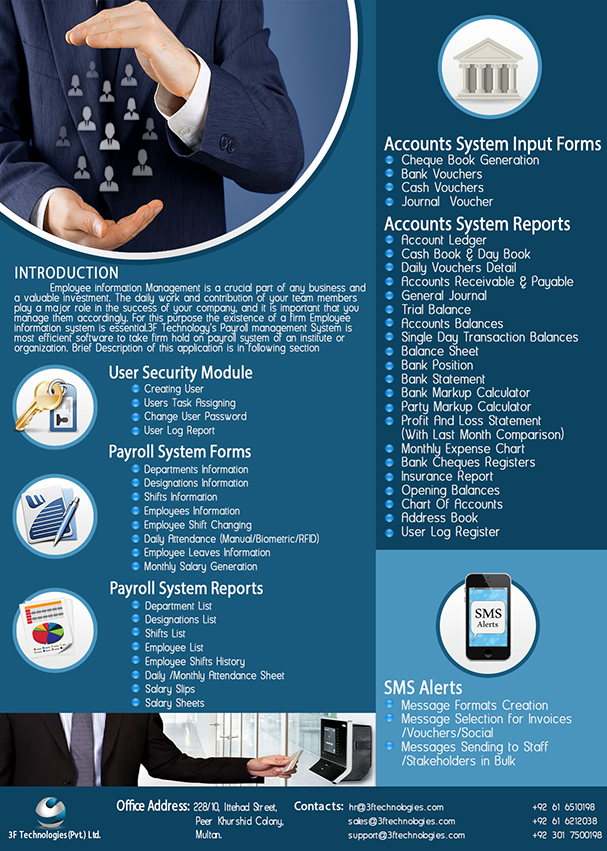 INTRODUCTION
Employee information Management is a crucial part of any business and
a valuable investment. The daily work and contribution of your team members
play a major role in the success of your company, and it is important that you
manage them accordingly. For this purpose the existence of a firm Employee
information system is essential.3F Technology's Payroll management System is
most efficient software to take firm hold on payroll system of an institute or
organization. Brief Description of this application is in following section
User Security Module
Creating User
Users Task Assigning
Change User Password
User Log Report
Payroll System Forms
Departments Information
Designations Information
Shifts Information
Employees Information
Employee Shift Changing
Daily Attendance (Manual/Biometric/RFID)
Employee Leaves Information
Monthly Salary Generation
Payroll System Reports
Department List
Designations List
Shifts List
Employee List
Employee Shifts History
Daily /Monthly Attendance Sheet
Salary Slips
Salary Sheets
Accounts System Input Forms
Cheque Book Generation
Bank Vouchers
Cash Vouchers
Journal Voucher
Accounts System Reports
Account Ledger
Cash Book & Day Book
Daily Vouchers Detail
Accounts Receivable & Payable
General Journal
Trial Balance
Accounts Balances
Single Day Transaction Balances
Balance Sheet
Bank Position
Bank Statement
Bank Markup Calculator
Party Markup Calculator
Profit And Loss Statement
(With Last Month Comparison)
Monthly Expense Chart
Bank Cheques Registers
Insurance Report
Opening Balances
Chart Of Accounts
Address Book
User Log Register
SMS
Alerts
SMS Alerts
Message Formats Creation
Message Selection for Invoices
/Vouchers/Social
Messages Sending to Staff
/Stakeholders in Bulk
3F Technologies (Pvt.) Ltd.
Office Address: 228/10, Ittehad Street,
Peer Khurshid Colony,
Multan.
Contacts: hr@3ftechnologies.com
sales@3ftechnologies.com
support@3ftechnologies.com
+92 61 6510198
+92 61 6212038
+92 301 7500198